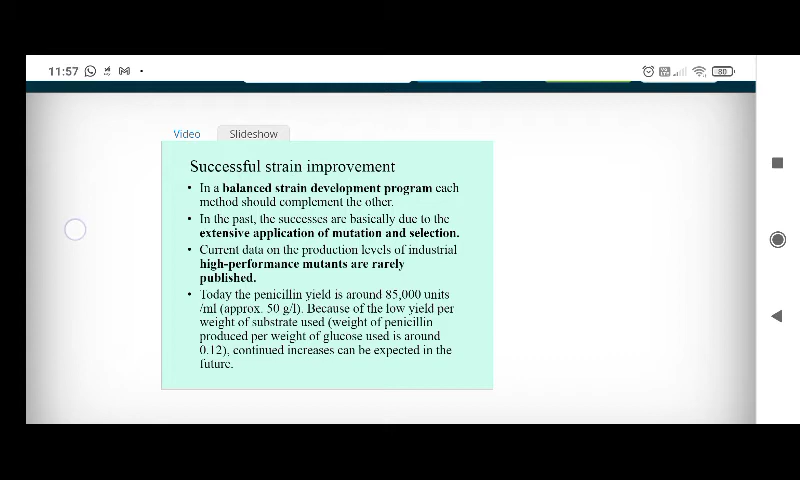 11:57
80
Video
Slideshow
Successful strain improvement
• In a balanced strain development program each
method should complement the other.
• In the past, the successes are basically due to the
extensive application of mutation and selection.
• Current data on the production levels of industrial
high-performance mutants are rarely
published.
• Today the penicillin yield is around 85,000 units
/ml (approx. 50 g/l). Because of the low yield per
weight of substrate used (weight of penicillin
produced per weight of glucose used is around
0.12), continued increases can be expected in the
future.